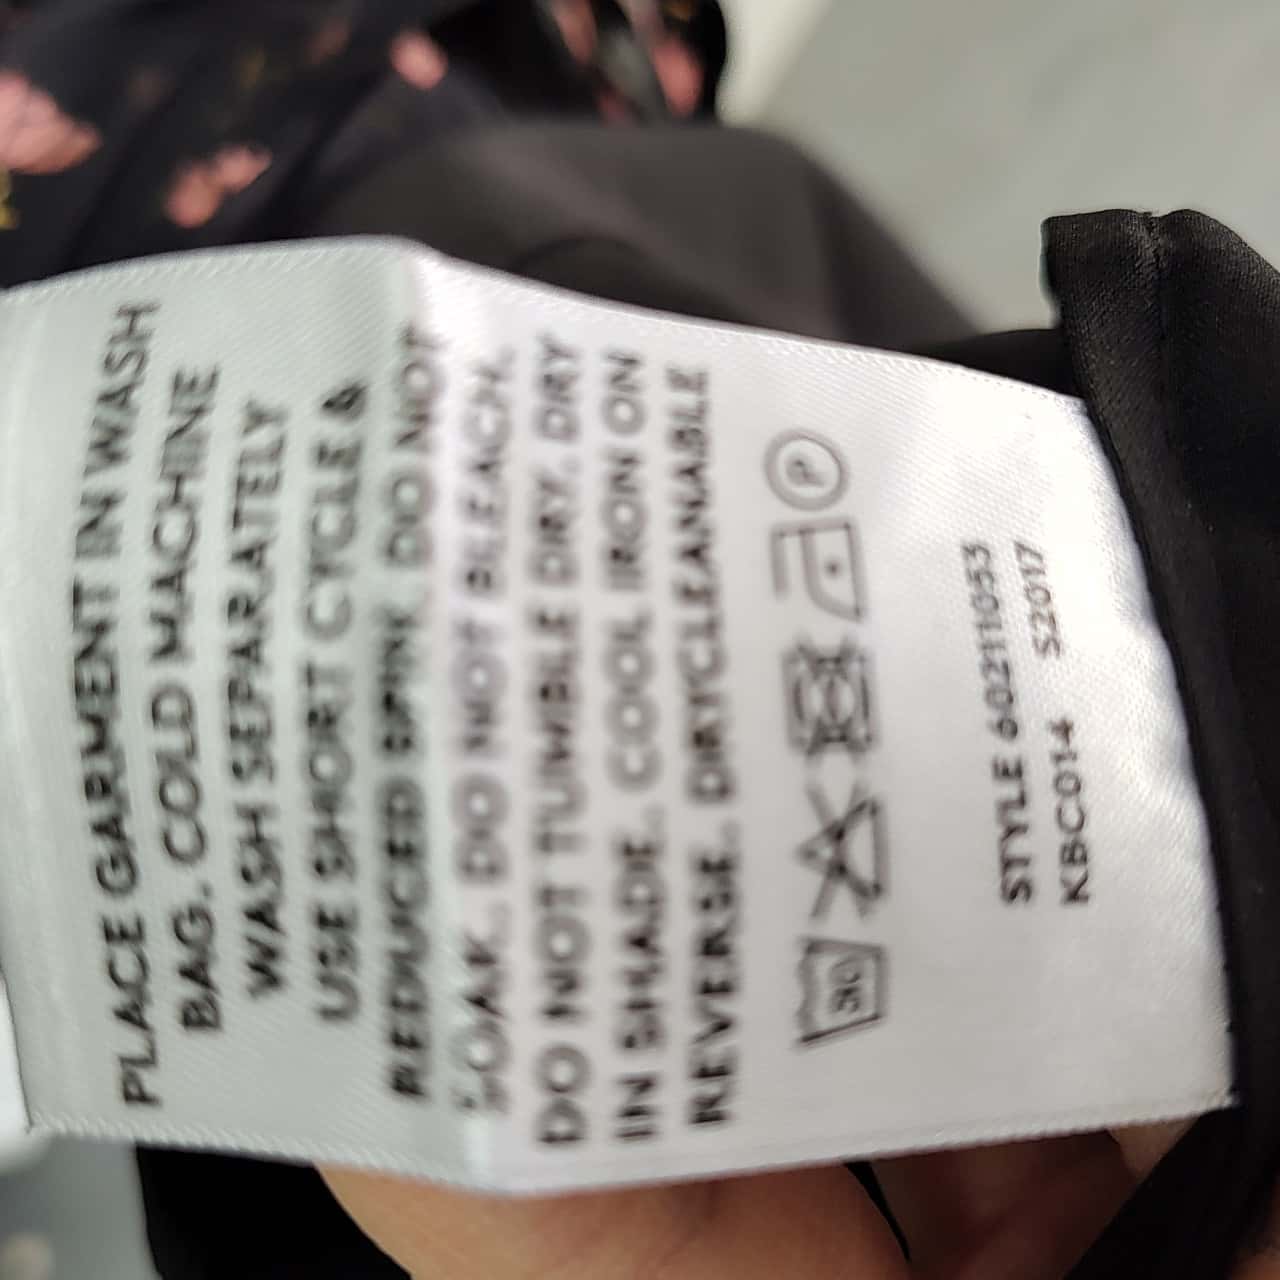 PLACE GARMENT IN WASH
BAG. COLD MACHINE
WASH SEPARATELY
USE SHORT CYCLE &
REDUCED SPIN. DO NOT
SOAK. DO NOT BLEACH.
DO NOT TUMBLE DRY. DRY
IN SHADE. COOL IRON ON
REVERSE. DRYCLEANABLE
30 P
STYLE 60211053
KBC014 S2017